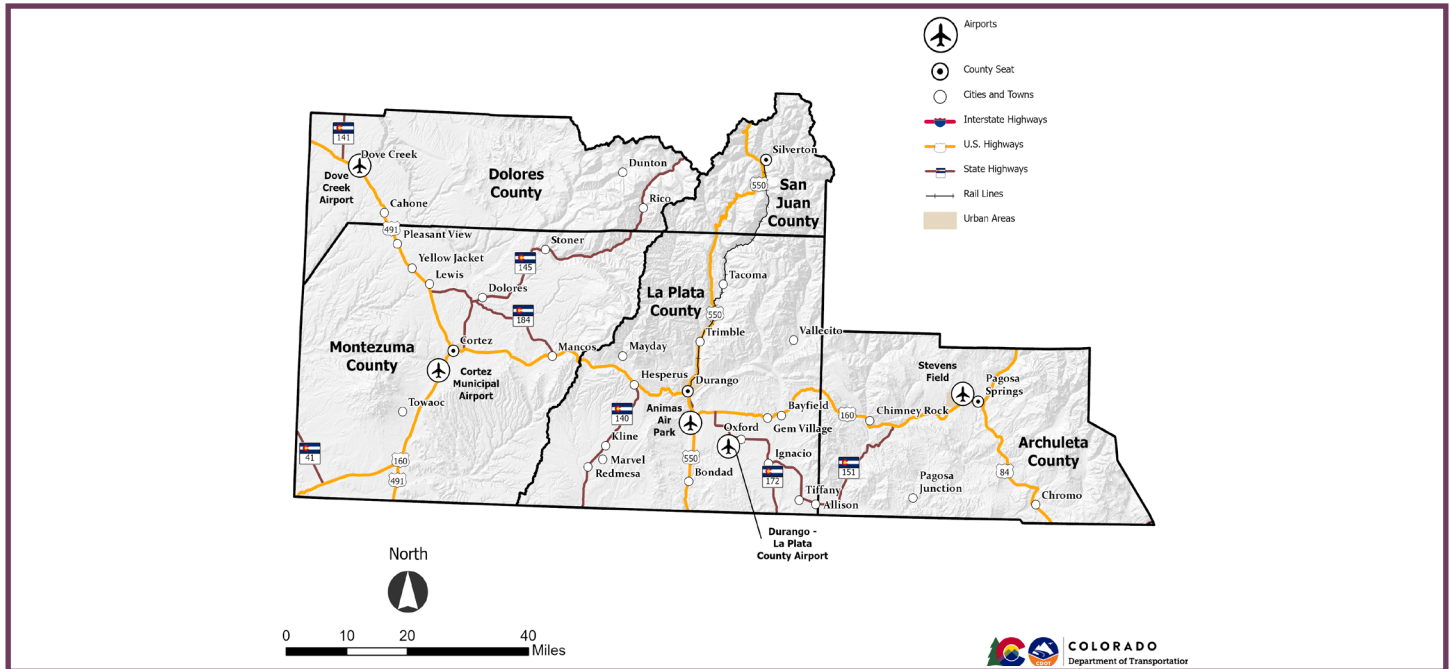 Airports
County Seat
Cities and Towns
Interstate Highways
U.S. Highways
State Highways
Rail Lines
Urban Areas
141
Dove Creek
Dove
Creek
Airport
Cahone
491
Pleasant View
Yellow Jacket
Lewis
Dolores
County
Dunton
Rico
Stoner
145
Dolores
184
Silverton
550
San
Juan
County
Tacoma
La Plata
County
550
Trimble
Vallecito
Montezuma
County
Cortez
Cortez
Municipal
Airport
Mancos
Mayday
Towaoc
41
160
491
Hesperus
Durango
Animas
Air
Park
140
Kline
Marvel
Redmesa
550
Bondad
Oxford
Gem Village
Bayfield
160
Chimney Rock
Ignacio
172
Tiffany
Allison
151
Stevens
Field
Pagosa
Springs
Archuleta
County
84
Pagosa
Junction
Chromo
Durango -
La Plata
County Airport
North
0 10 20 40
Miles
COLORADO
Department of Transportation
CDOT